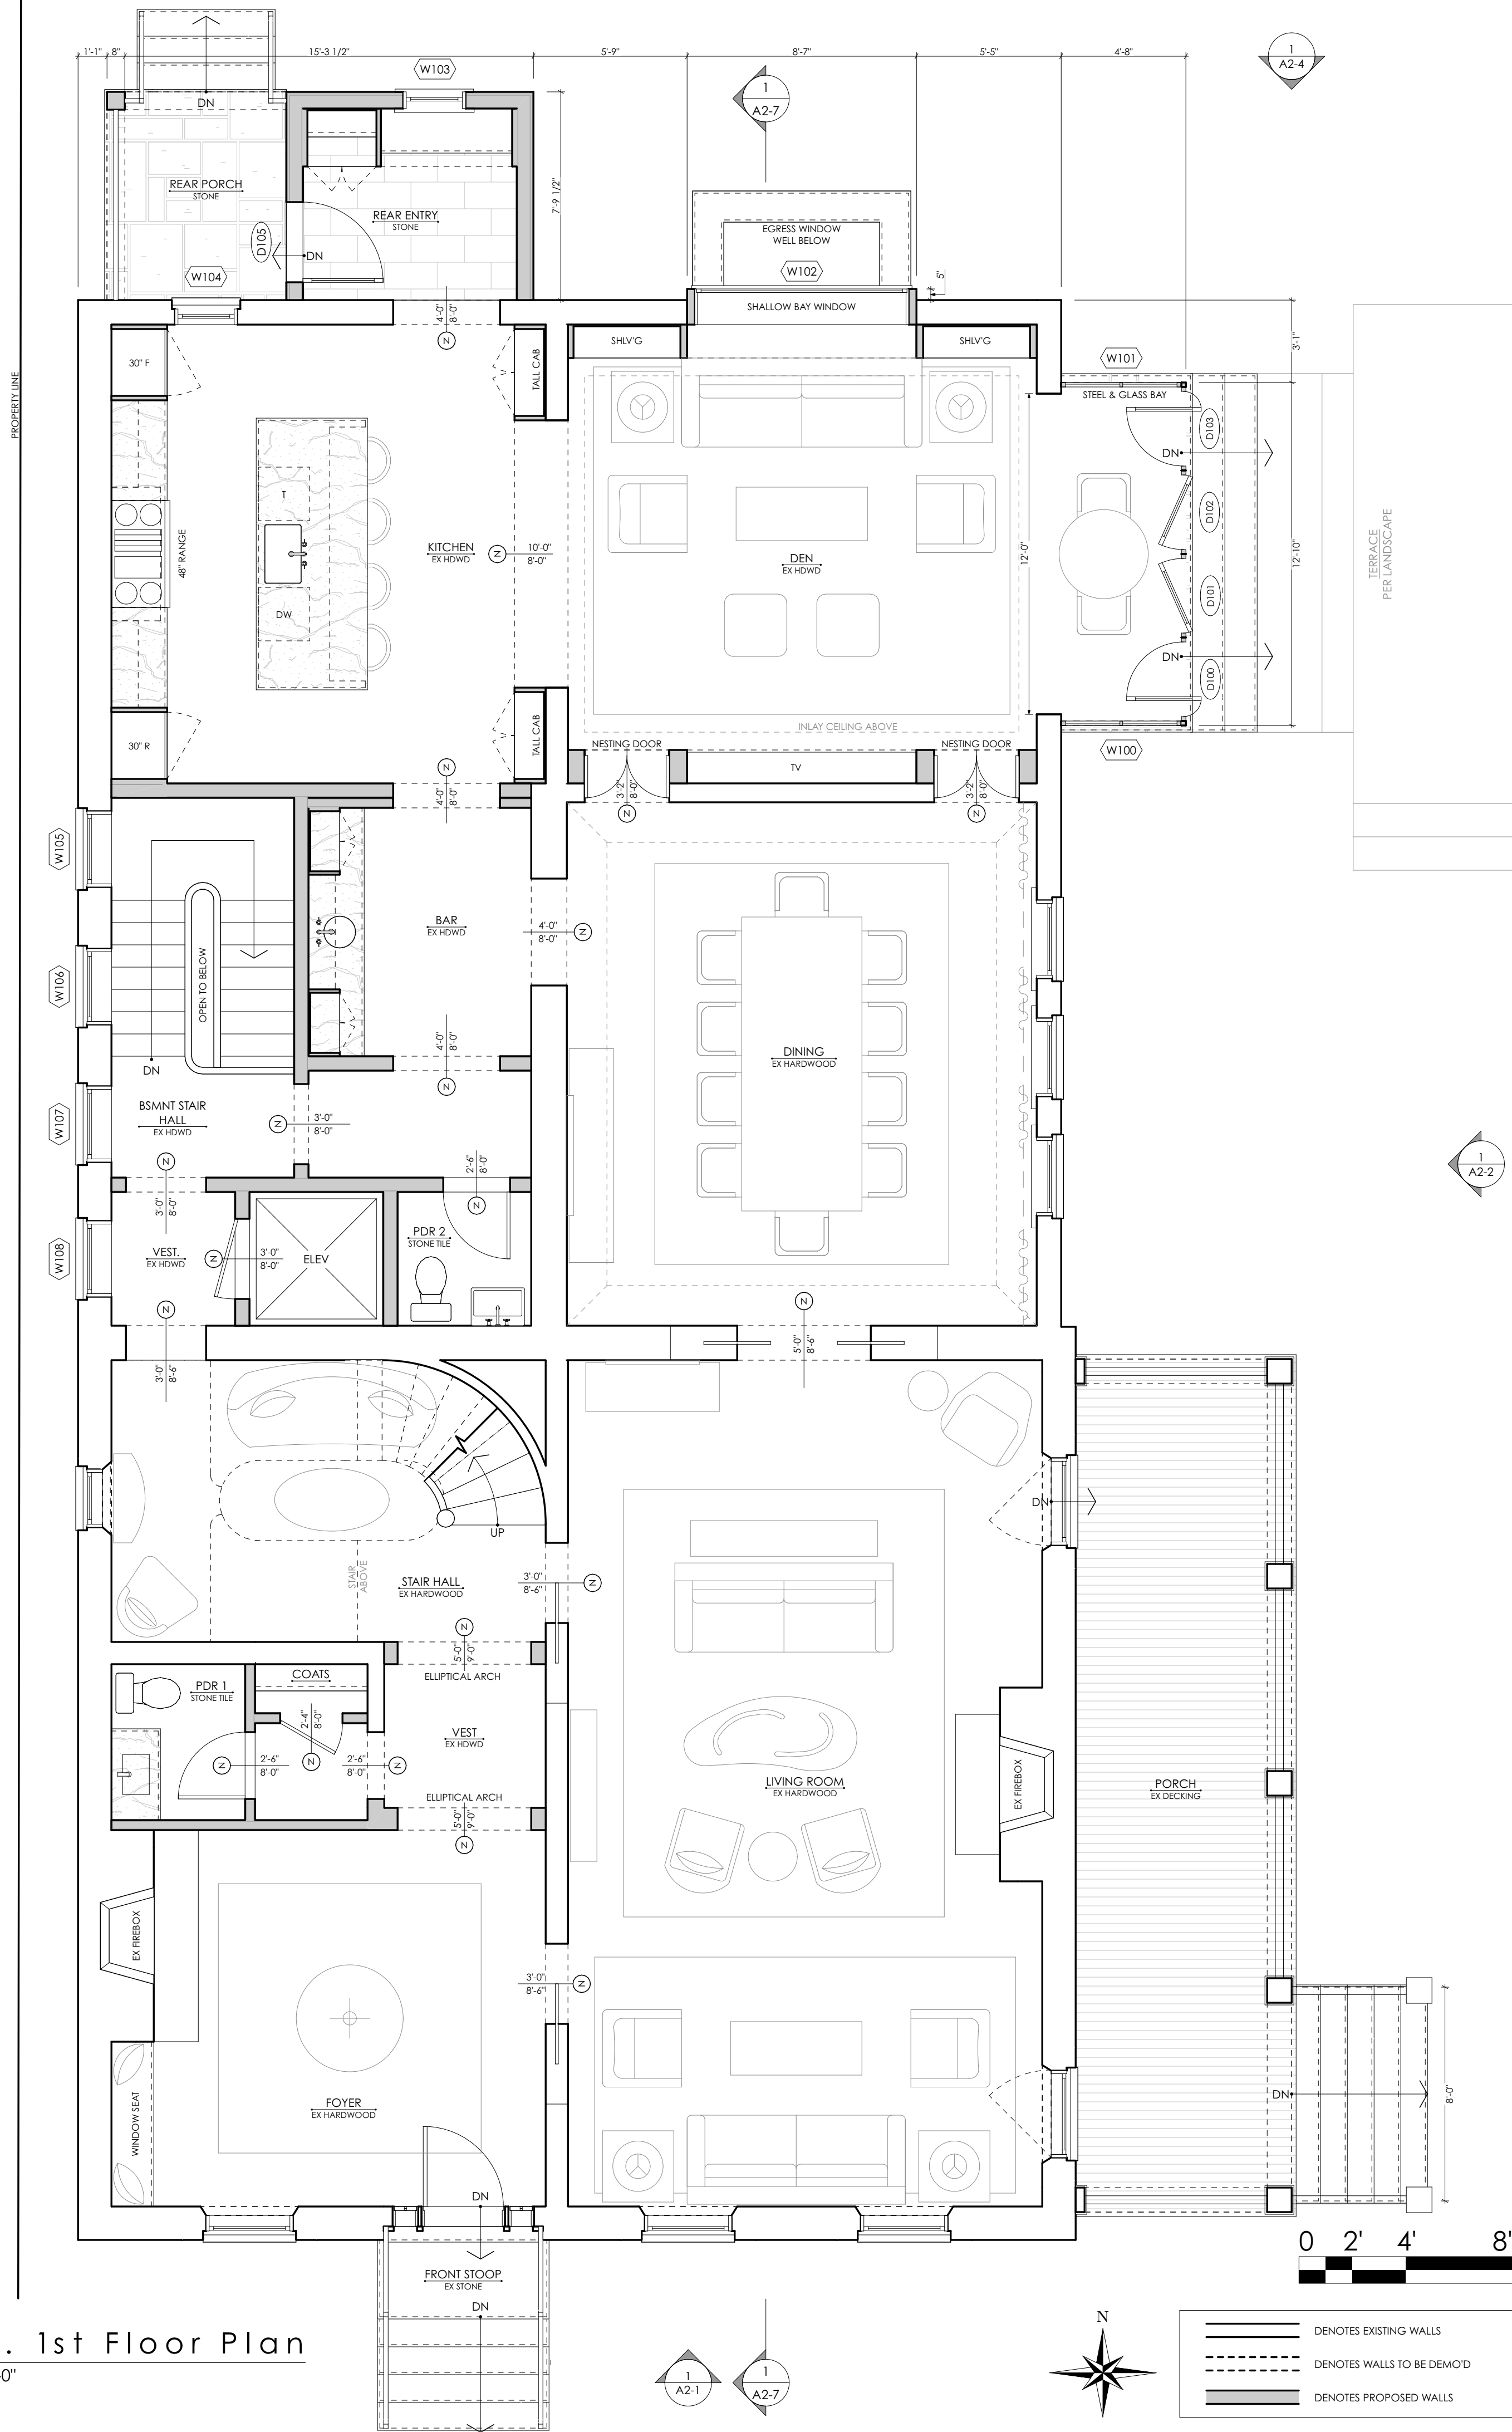 1'-1"
8"
15'-3 1/2"
5'-9"
8'-7"
5'-5"
4'-8"
1
A2-4
W103
1
A2-7
DN
REAR PORCH
STONE
REAR ENTRY
STONE
7'-9 1/2"
D105
DN
W104
EGRESS WINDOW
WELL BELOW
W102
5"
SHALLOW BAY WINDOW
PROPERTY LINE
4'-0"
8'-0"
N
30" F
TALL CAB
SHLV'G
SHLV'G
W101
3'-1"
STEEL & GLASS BAY
D103
DN
T
D102
48" RANGE
KITCHEN
EX HDWD
N
10'-0"
8'-0"
DEN
EX HDWD
12'-0"
12'-10"
TERRACE
PER LANDSCAPE
D101
DW
DN
D100
INLAY CEILING ABOVE
30" R
TALL CAB
NESTING DOOR
NESTING DOOR
W100
N
TV
4'-0"
8'-0"
3'-2"
8'-0"
3'-2"
8'-0"
N
N
W105
BAR
EX HDWD
4'-0"
8'-0"
N
W106
OPEN TO BELOW
4'-0"
8'-0"
DINING
EX HARDWOOD
DN
N
W107
BSMNT STAIR
HALL
EX HDWD
N
3'-0"
8'-0"
1
A2-2
N
2'-6"
8'-0"
3'-0"
8'-0"
N
PDR 2
STONE TILE
W108
VEST.
EX HDWD
N
3'-0"
8'-0"
ELEV
N
N
5'-0"
8'-6"
3'-0"
8'-6"
DN
UP
STAIR
ABOVE
STAIR HALL
EX HARDWOOD
3'-0"
8'-6"
N
N
5'-0"
9'-0"
COATS
ELLIPTICAL ARCH
PDR 1
STONE TILE
2'-4"
8'-0"
VEST
EX HDWD
N
2'-6"
8'-0"
N
2'-6"
8'-0"
N
LIVING ROOM
EX HARDWOOD
EX FIREBOX
PORCH
EX DECKING
ELLIPTICAL ARCH
5'-0"
9'-0"
N
EX FIREBOX
3'-0"
8'-6"
N
WINDOW SEAT
FOYER
EX HARDWOOD
DN
8'-0"
DN
FRONT STOOP
EX STONE
DN
0 2' 4' 8'
. 1st Floor Plan
-0"
1
A2-1
1
A2-7
N
DENOTES EXISTING WALLS
DENOTES WALLS TO BE DEMO'D
DENOTES PROPOSED WALLS